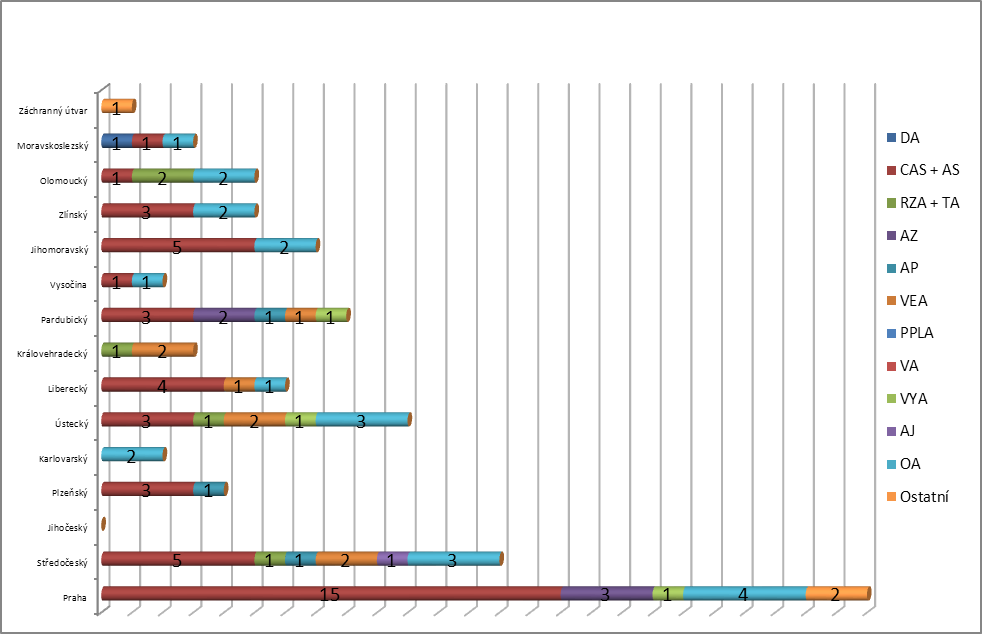 Záchranný útvar 1
Moravskoslezský 1 1 1
Olomoucký 1 2 2
Zlínský 3 2
Jihomoravský 5 2
Vysočina 1 1
Pardubický 3 2 1 1 1
Královehradecký 1 2
Liberecký 4 1 1
Ústecký 3 1 2 1 3
Karlovarský 2
Plzeňský 3 1
Jihočeský
Středočeský 5 1 1 2 1 3
Praha 15 3 1 4 2
DA
CAS + AS
RZA + TA
AZ
AP
VEA
PPLA
VA
VYA
AJ
OA
Ostatní